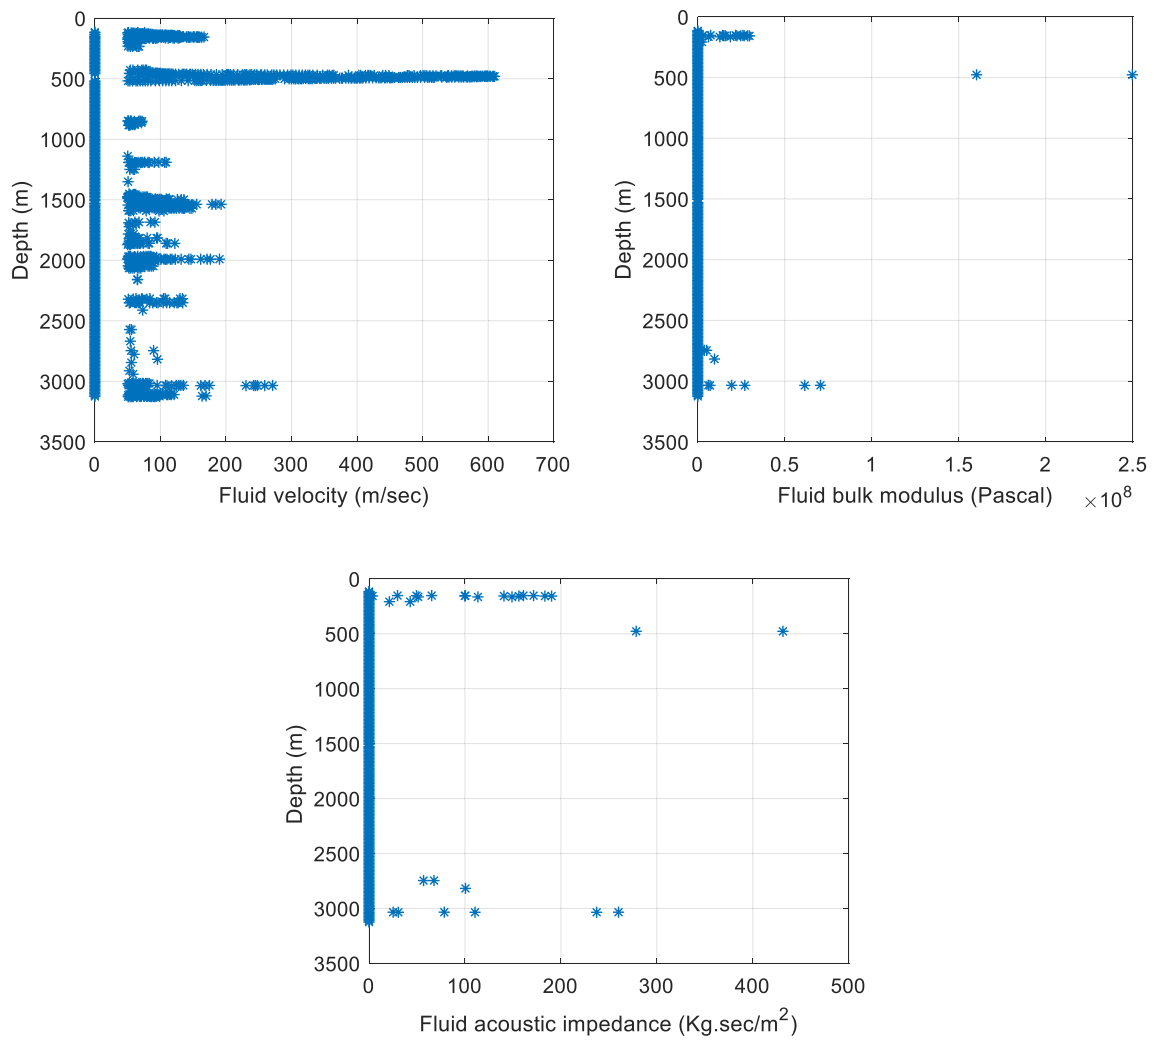 0
500
1000
1500
2000
2500
3000
3500
Depth (m)
0 100 200 300 400 500 600 700
Fluid velocity (m/sec)
0
500
1000
1500
2000
2500
3000
3500
Depth (m)
0 0.5 1 1.5 2 2.5
Fluid bulk modulus (Pascal) ×10⁸
0
500
1000
1500
2000
2500
3000
3500
Depth (m)
0 100 200 300 400 500
Fluid acoustic impedance (Kg.sec/m²)